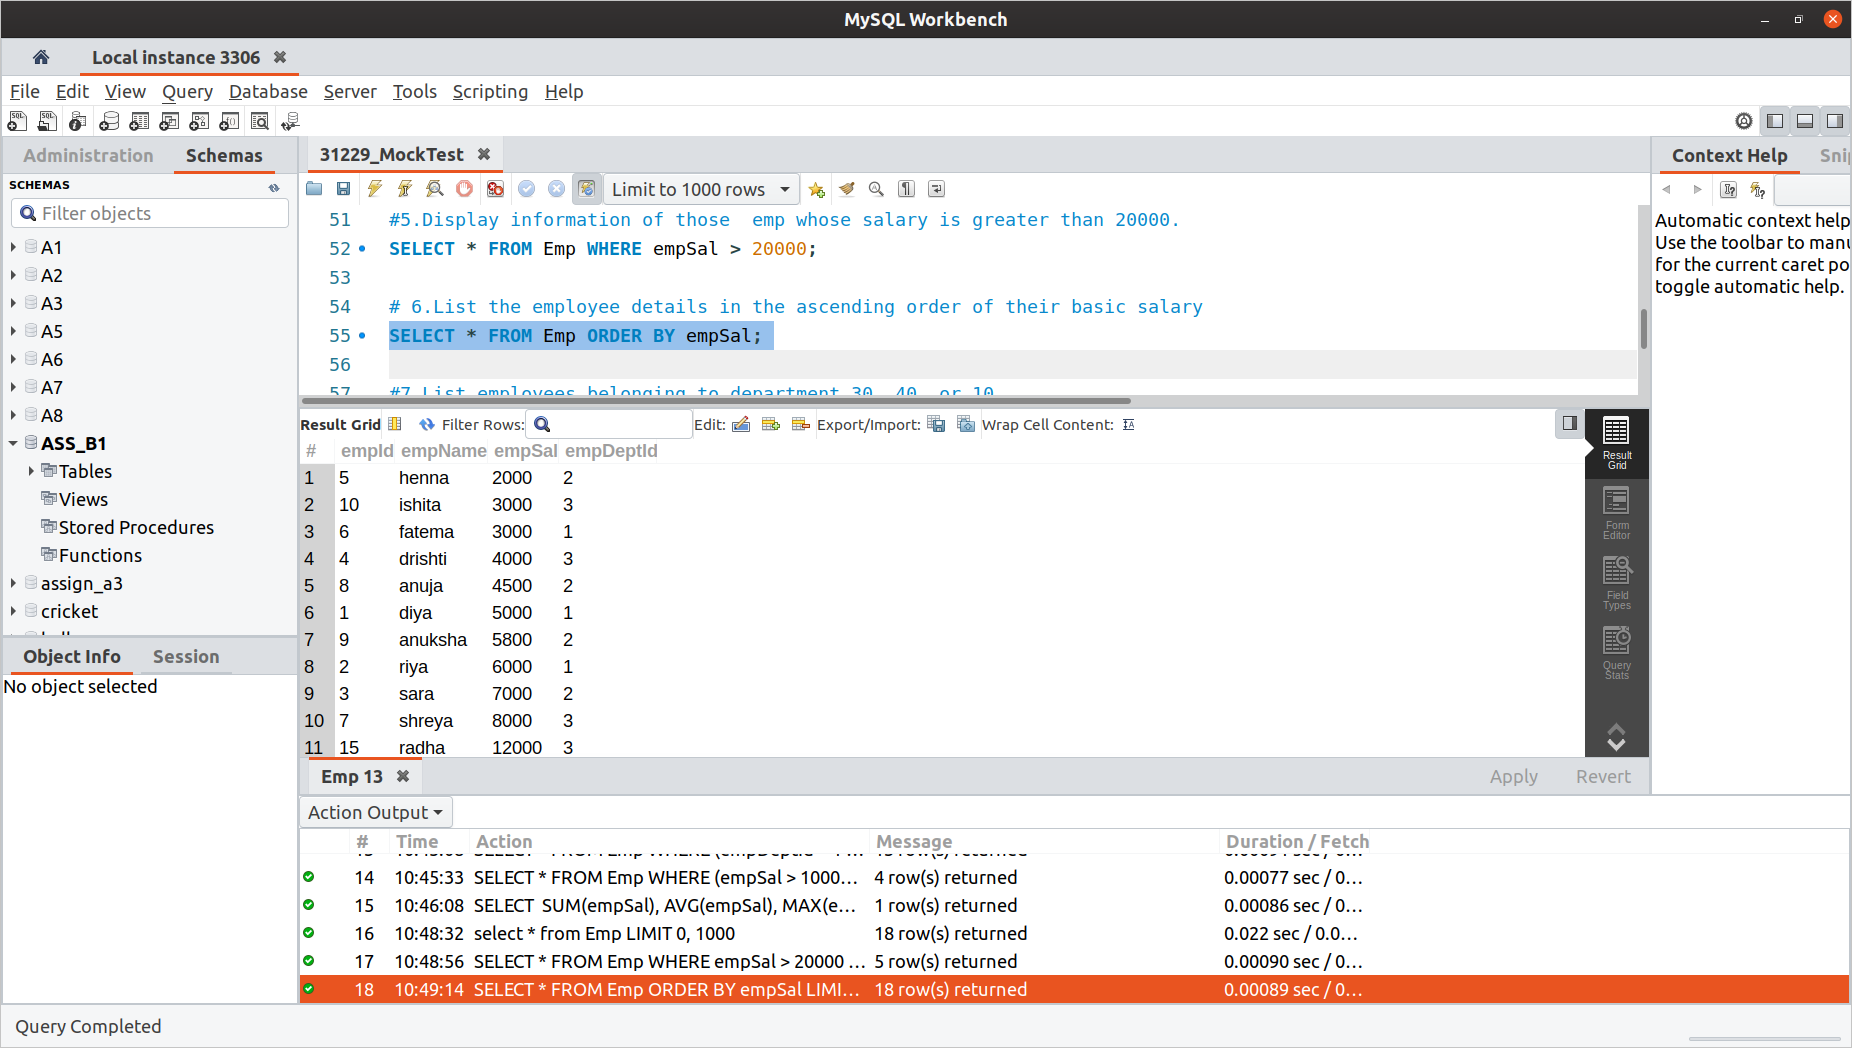 MySQL Workbench
Local instance 3306
File Edit View Query Database Server Tools Scripting Help
Administration Schemas
31229_MockTest
Context Help
SCHEMAS
Filter objects
Limit to 1000 rows
A1
A2
A3
A5
A6
A7
A8
ASS_B1
Tables
Views
Stored Procedures
Functions
assign_a3
cricket
51 #5.Display information of those  emp whose salary is greater than 20000.
52 SELECT * FROM Emp WHERE empSal > 20000;
53
54 # 6.List the employee details in the ascending order of their basic salary
55 SELECT * FROM Emp ORDER BY empSal;
56
57 #7.List employees belonging to department 30, 40, or 10
Automatic context help
Use the toolbar to manu
for the current caret po
toggle automatic help.
Result Grid Filter Rows: Edit: Export/Import: Wrap Cell Content:
# empId empName empSal empDeptId
1 5 henna 2000 2
2 10 ishita 3000 3
3 6 fatema 3000 1
4 4 drishti 4000 3
5 8 anuja 4500 2
6 1 diya 5000 1
7 9 anuksha 5800 2
8 2 riya 6000 1
9 3 sara 7000 2
10 7 shreya 8000 3
11 15 radha 12000 3
Result
Grid
Form
Editor
Field
Types
Query
Stats
Object Info Session
No object selected
Emp 13
Apply Revert
Action Output
# Time Action Message Duration / Fetch
14 10:45:33 SELECT * FROM Emp WHERE (empSal > 1000... 4 row(s) returned 0.00077 sec / 0...
15 10:46:08 SELECT  SUM(empSal), AVG(empSal), MAX(e... 1 row(s) returned 0.00086 sec / 0...
16 10:48:32 select * from Emp LIMIT 0, 1000 18 row(s) returned 0.022 sec / 0.0...
17 10:48:56 SELECT * FROM Emp WHERE empSal > 20000 ... 5 row(s) returned 0.00090 sec / 0...
18 10:49:14 SELECT * FROM Emp ORDER BY empSal LIMI... 18 row(s) returned 0.00089 sec / 0...
Query Completed